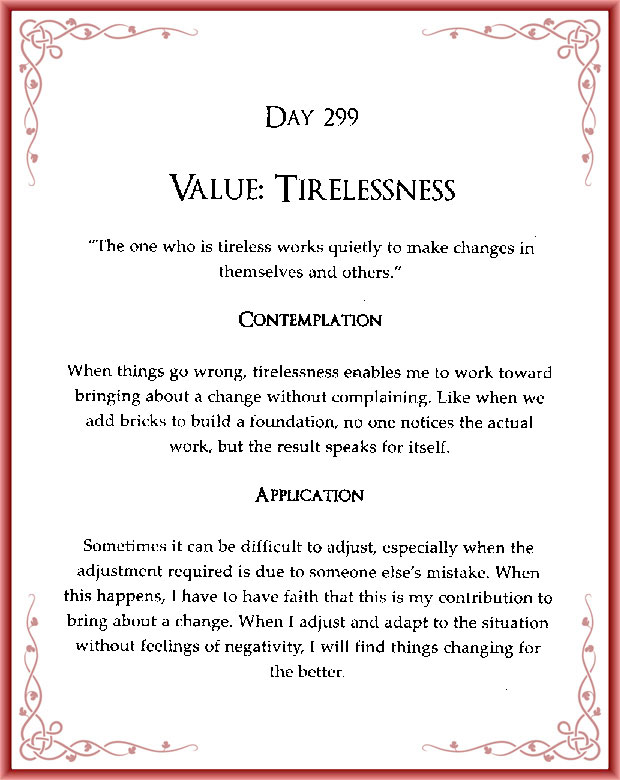 DAY 299
VALUE: TIRELESSNESS
"The one who is tireless works quietly to make changes in
themselves and others."
CONTEMPLATION
When things go wrong, tirelessness enables me to work toward
bringing about a change without complaining. Like when we
add bricks to build a foundation, no one notices the actual
work, but the result speaks for itself.
APPLICATION
Sometimes it can be difficult to adjust, especially when the
adjustment required is due to someone else's mistake. When
this happens, I have to have faith that this is my contribution to
bring about a change. When I adjust and adapt to the situation
without feelings of negativity, I will find things changing for
the better.